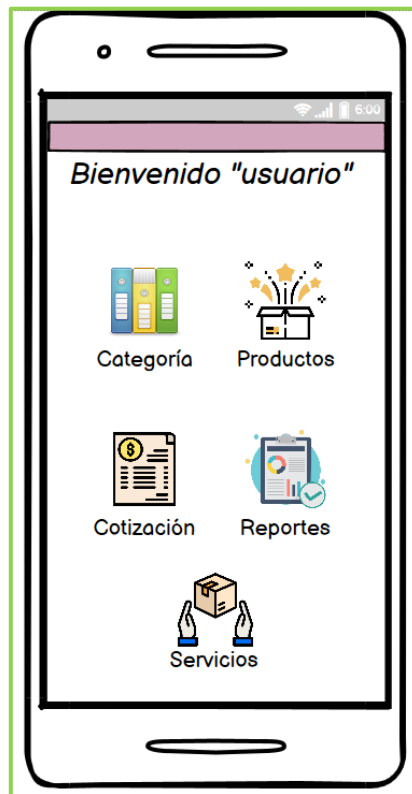 6:00
Bienvenido "usuario"
Categoría Productos
$
Cotización Reportes
Servicios